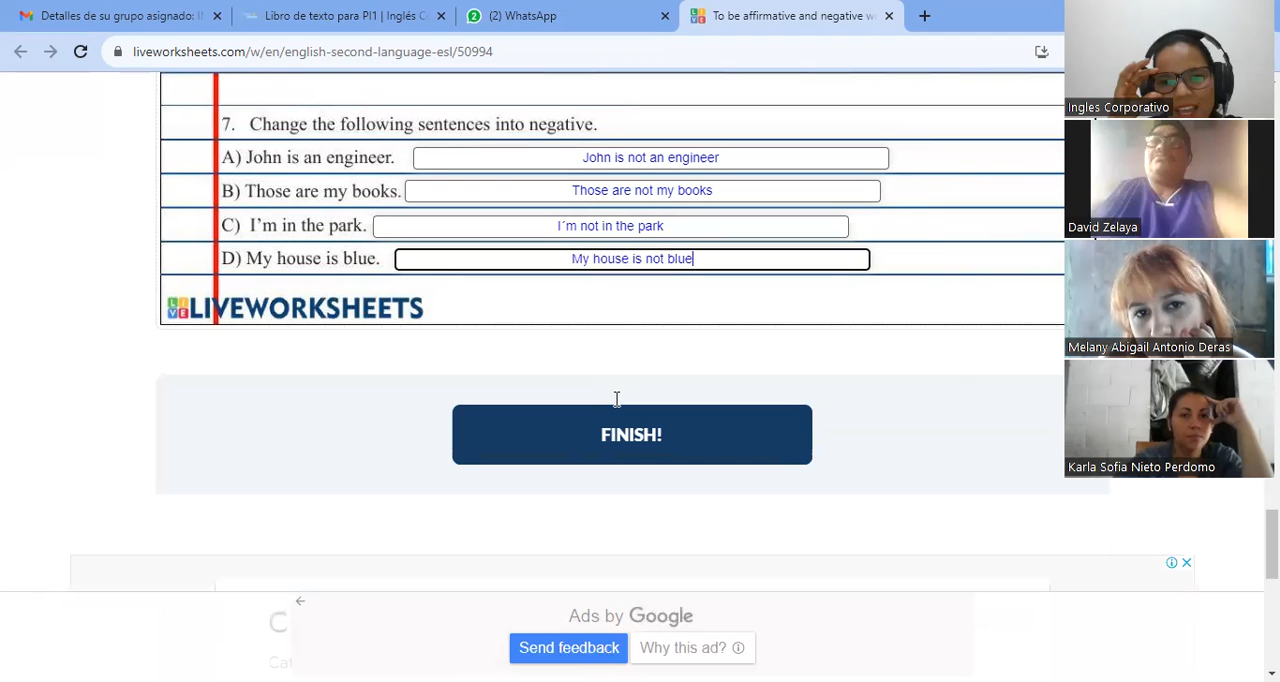 Detalles de su grupo asignado: I
Libro de texto para PI1 | Inglés C
(2) WhatsApp
To be affirmative and negative w
liveworksheets.com/w/en/english-second-language-esl/50994
Ingles Corporativo
7. Change the following sentences into negative.
A) John is an engineer. John is not an engineer
B) Those are my books. Those are not my books
C) I'm in the park. I´m not in the park
D) My house is blue. My house is not blue
LIVEWORKSHEETS
David Zelaya
Melany Abigail Antonio Deras
Karla Sofia Nieto Perdomo
FINISH!
Ads by Google
Send feedback Why this ad?